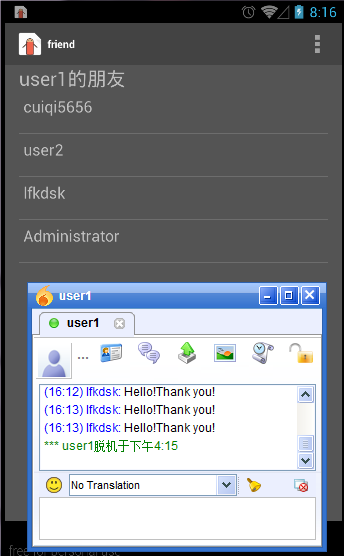 8:16
friend
user1的朋友
cuiqi5656
user2
lfkdsk
Administrator
user1
user1
...
(16:12) lfkdsk: Hello!Thank you!
(16:13) lfkdsk: Hello!Thank you!
(16:13) lfkdsk: Hello!Thank you!
*** user1脱机于下午4:15
No Translation
free for personal use